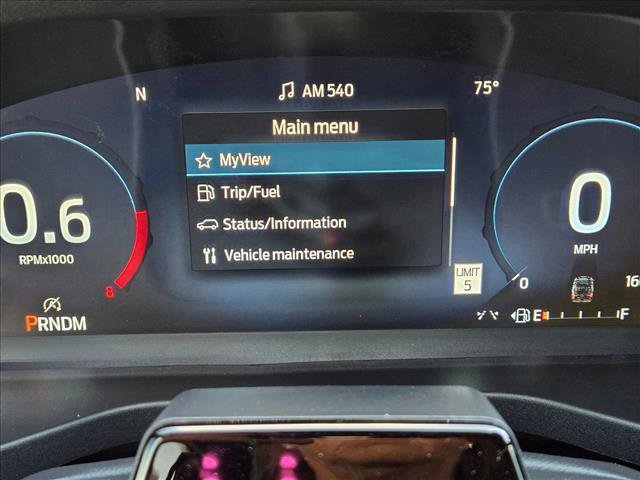 N
AM 540
75°
Main menu
MyView
Trip/Fuel
Status/Information
Vehicle maintenance
0.6
RPMx1000
8
PRNDM
0
MPH
0
160
LIMIT
5
E
F